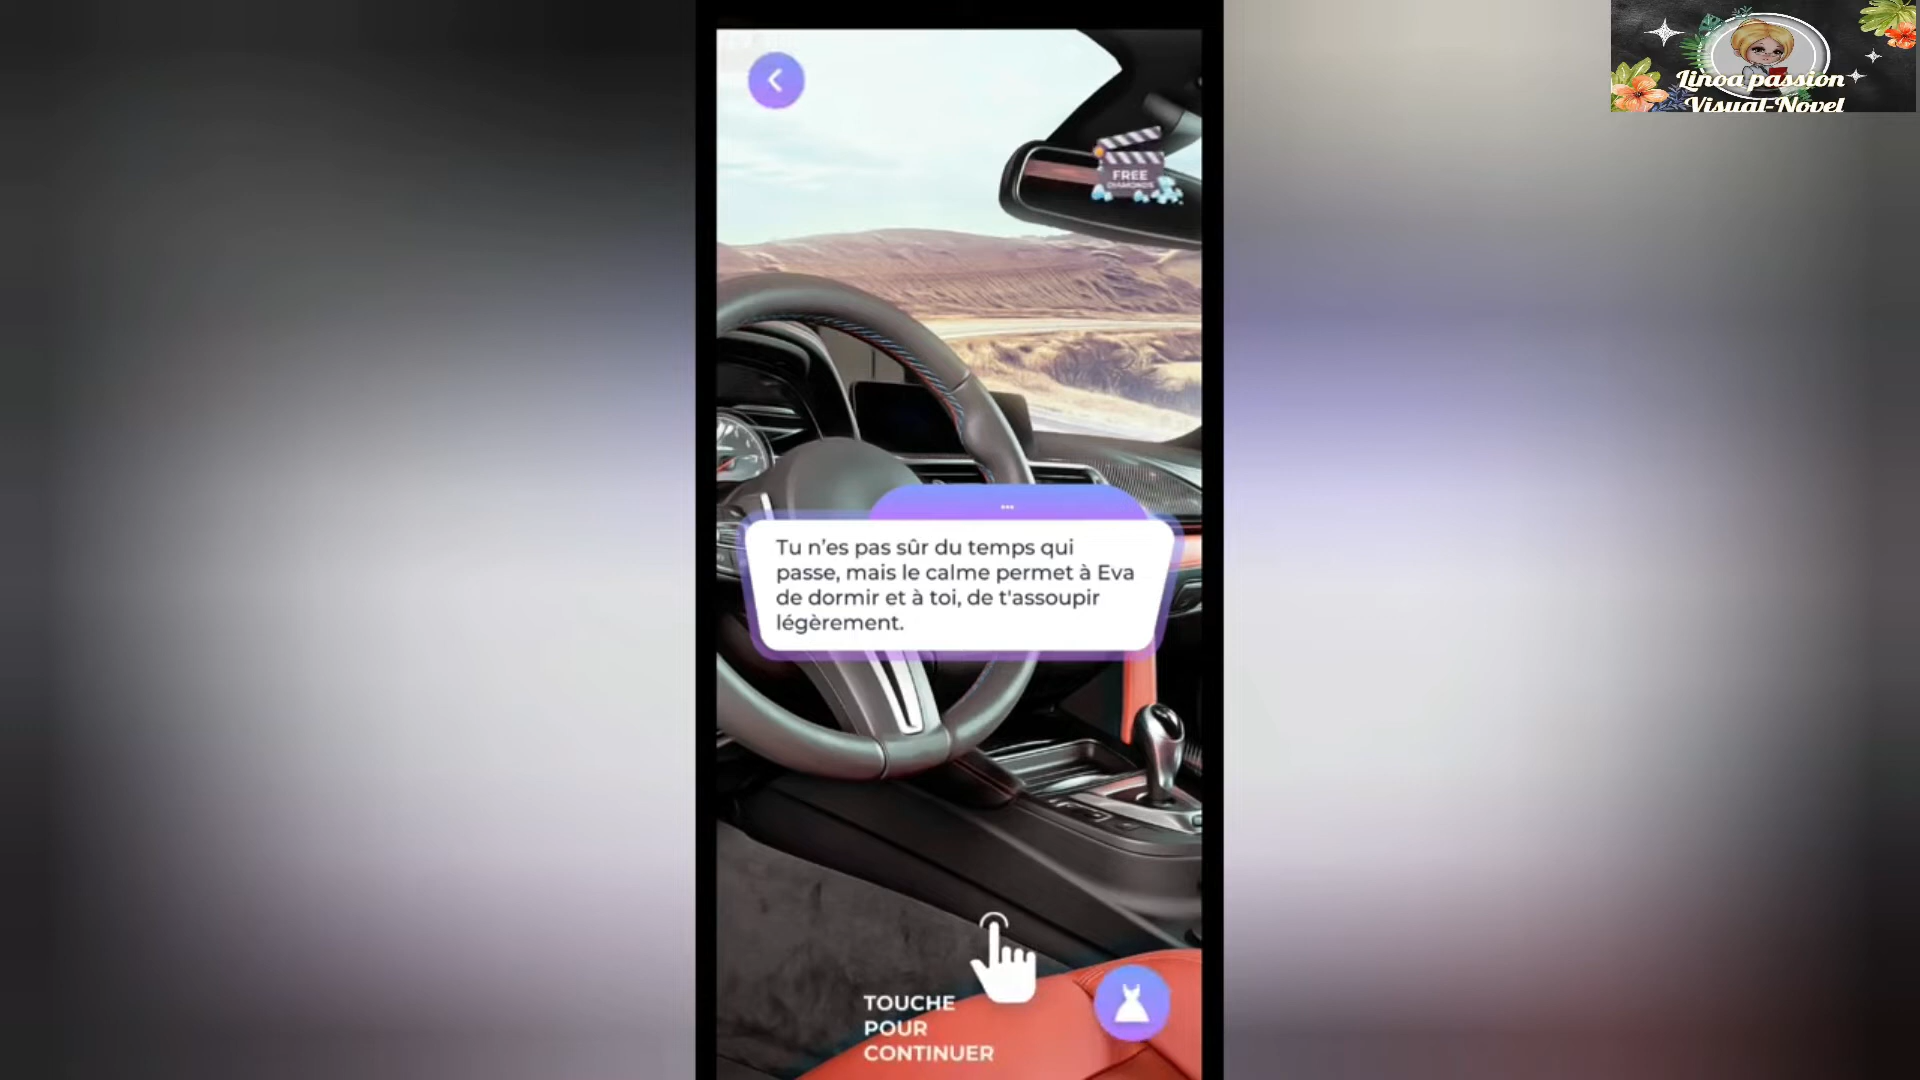 Linoa passion
Visual-Novel
FREE
DIAMONDS
...
Tu n'es pas sûr du temps qui
passe, mais le calme permet à Eva
de dormir et à toi, de t'assoupir
légèrement.
TOUCHE
POUR
CONTINUER